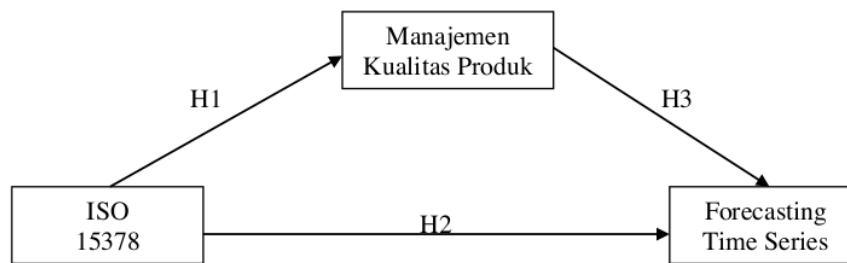 Manajemen
Kualitas Produk
H1
H3
ISO
15378
H2
Forecasting
Time Series